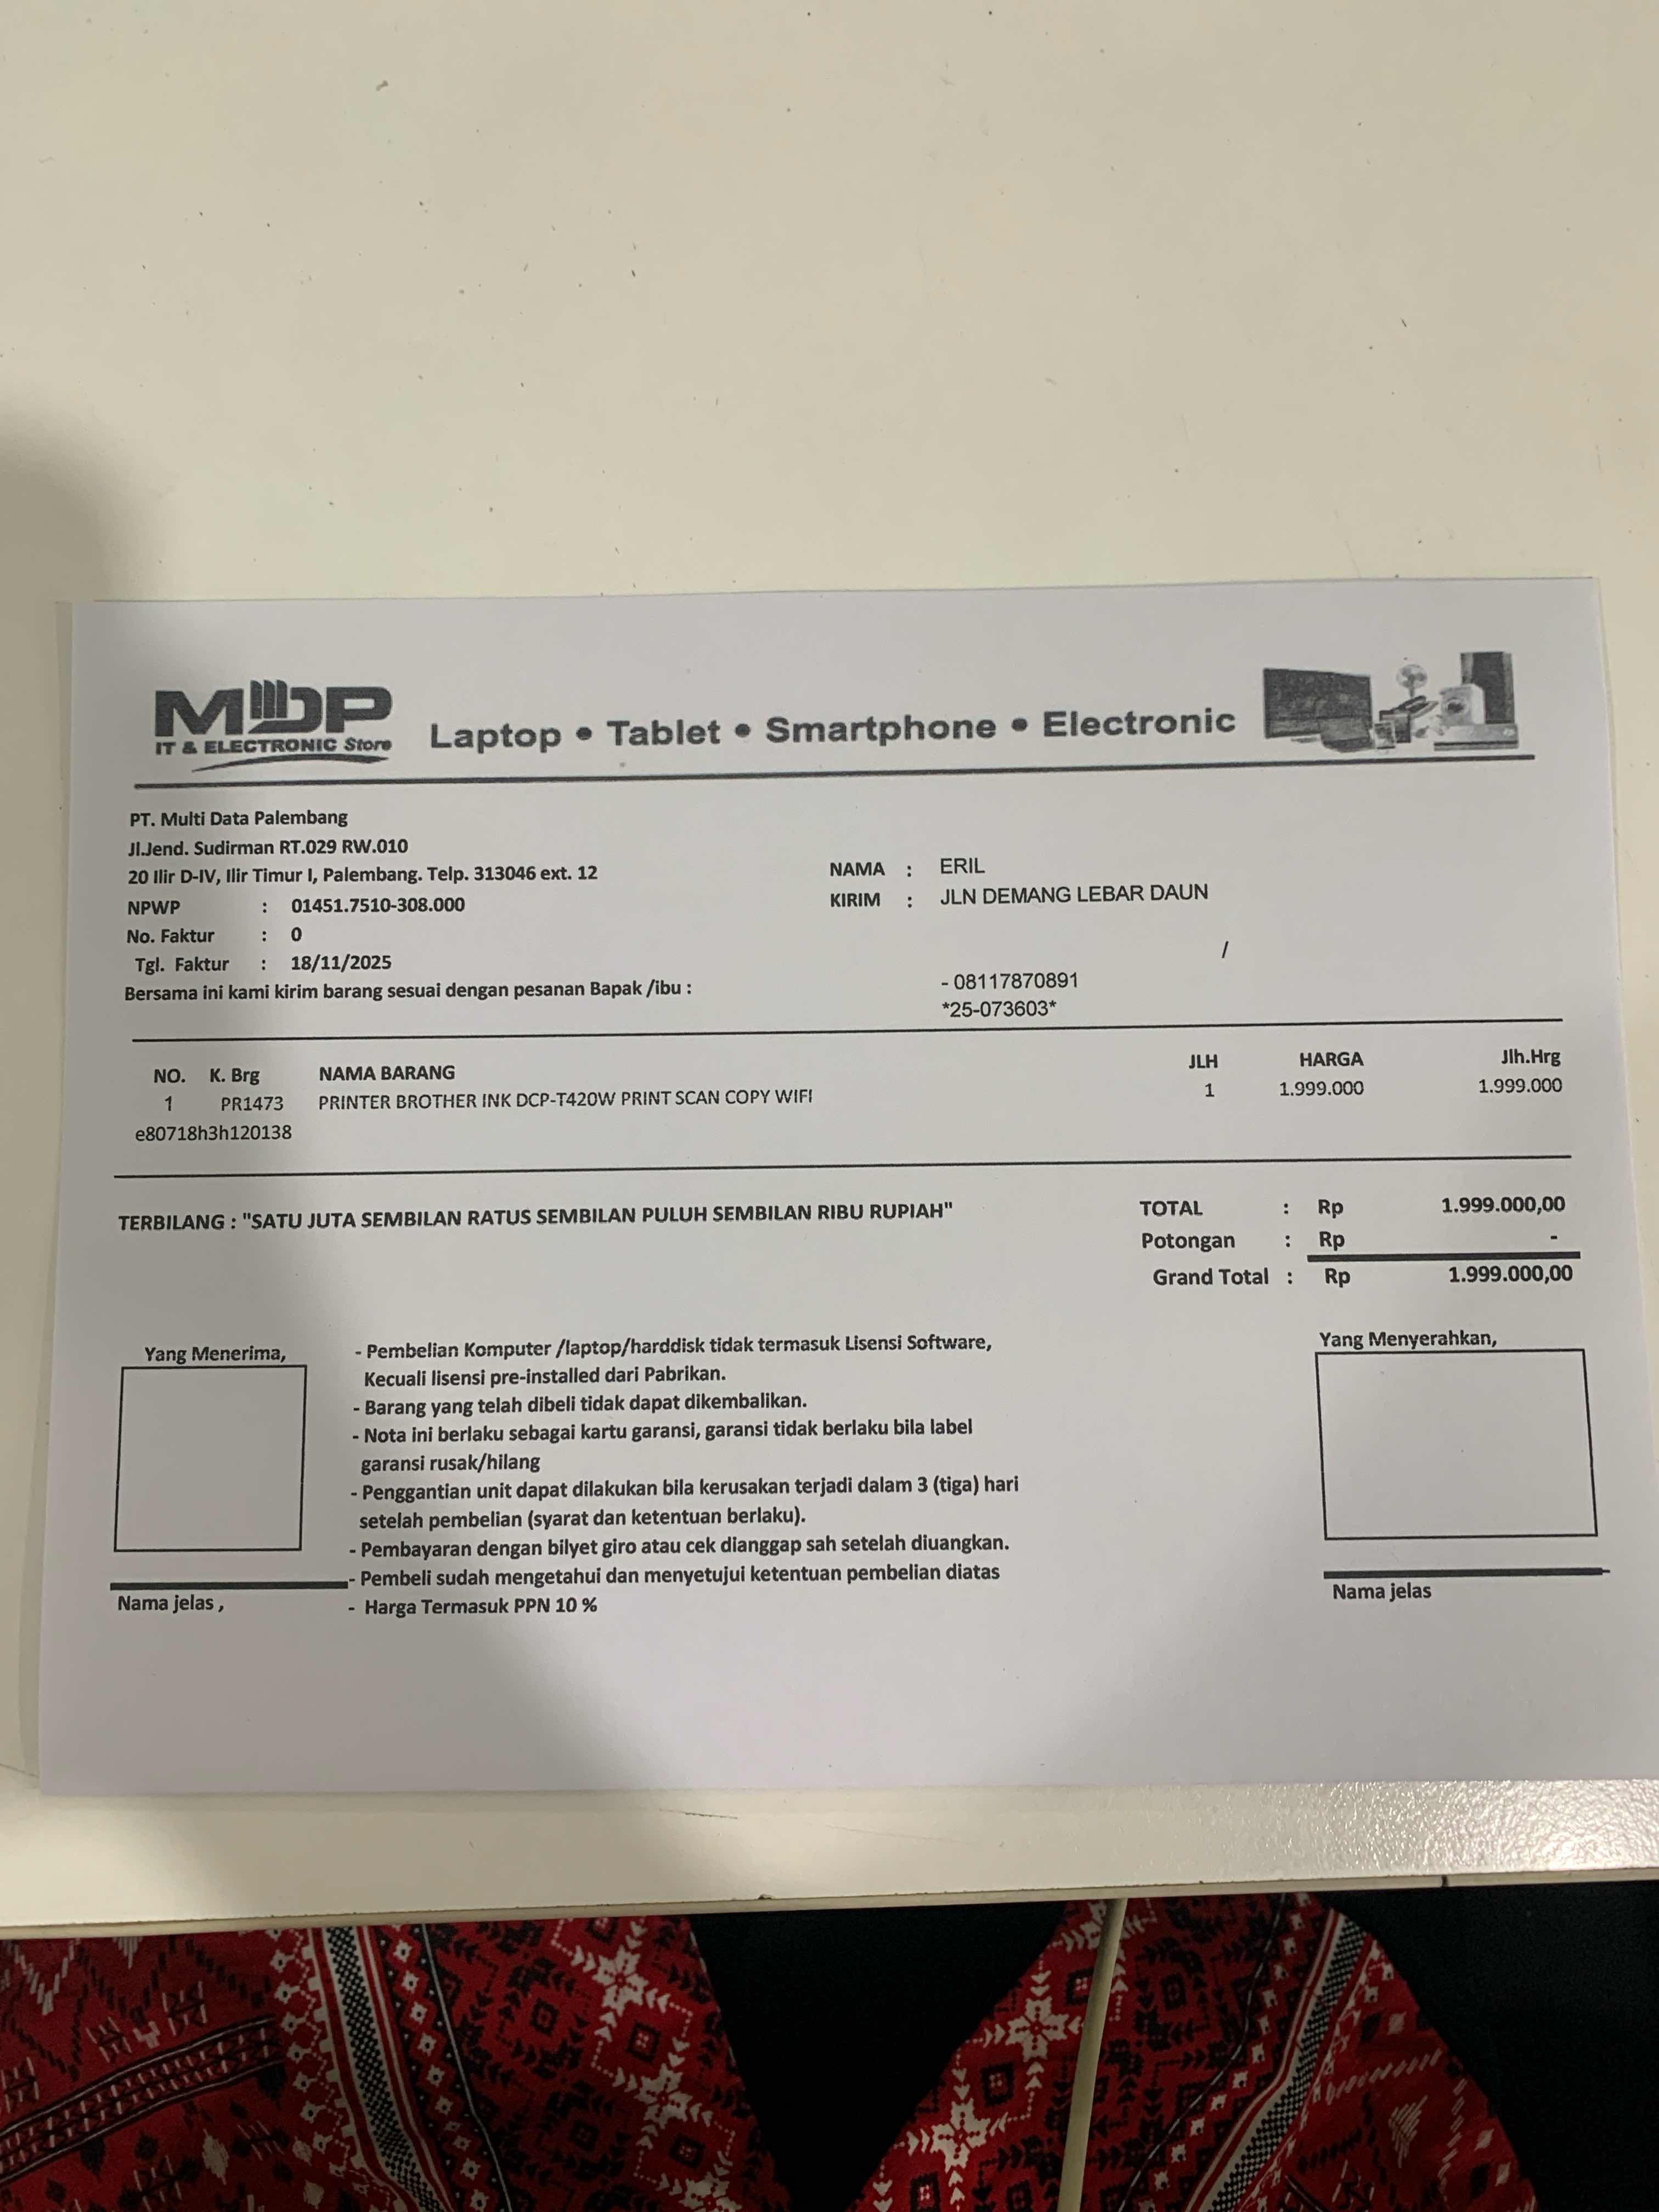 MDP
IT & ELECTRONIC Store
Laptop • Tablet • Smartphone • Electronic
PT. Multi Data Palembang
Jl.Jend. Sudirman RT.029 RW.010
20 Ilir D-IV, Ilir Timur I, Palembang. Telp. 313046 ext. 12
NPWP : 01451.7510-308.000
No. Faktur : 0
Tgl. Faktur : 18/11/2025
Bersama ini kami kirim barang sesuai dengan pesanan Bapak /ibu :
NAMA : ERIL
KIRIM : JLN DEMANG LEBAR DAUN
/
- 08117870891
*25-073603*
NO. K. Brg NAMA BARANG JLH HARGA Jlh.Hrg
1 PR1473 PRINTER BROTHER INK DCP-T420W PRINT SCAN COPY WIFI 1 1.999.000 1.999.000
e80718h3h120138
TERBILANG : "SATU JUTA SEMBILAN RATUS SEMBILAN PULUH SEMBILAN RIBU RUPIAH"
TOTAL : Rp 1.999.000,00
Potongan : Rp -
Grand Total : Rp 1.999.000,00
Yang Menerima,
- Pembelian Komputer /laptop/harddisk tidak termasuk Lisensi Software,
Kecuali lisensi pre-installed dari Pabrikan.
- Barang yang telah dibeli tidak dapat dikembalikan.
- Nota ini berlaku sebagai kartu garansi, garansi tidak berlaku bila label
garansi rusak/hilang
- Penggantian unit dapat dilakukan bila kerusakan terjadi dalam 3 (tiga) hari
setelah pembelian (syarat dan ketentuan berlaku).
- Pembayaran dengan bilyet giro atau cek dianggap sah setelah diuangkan.
- Pembeli sudah mengetahui dan menyetujui ketentuan pembelian diatas
- Harga Termasuk PPN 10 %
Nama jelas ,
Yang Menyerahkan,
Nama jelas